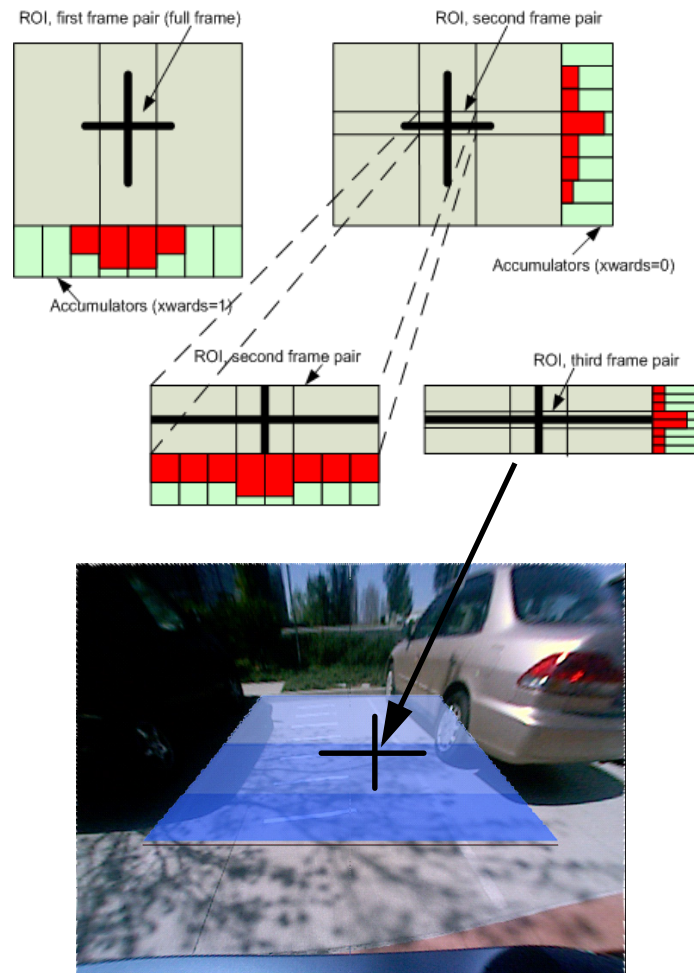 ROI, first frame pair (full frame)
ROI, second frame pair
Accumulators (xwards=0)
Accumulators (xwards=1)
ROI, second frame pair
ROI, third frame pair